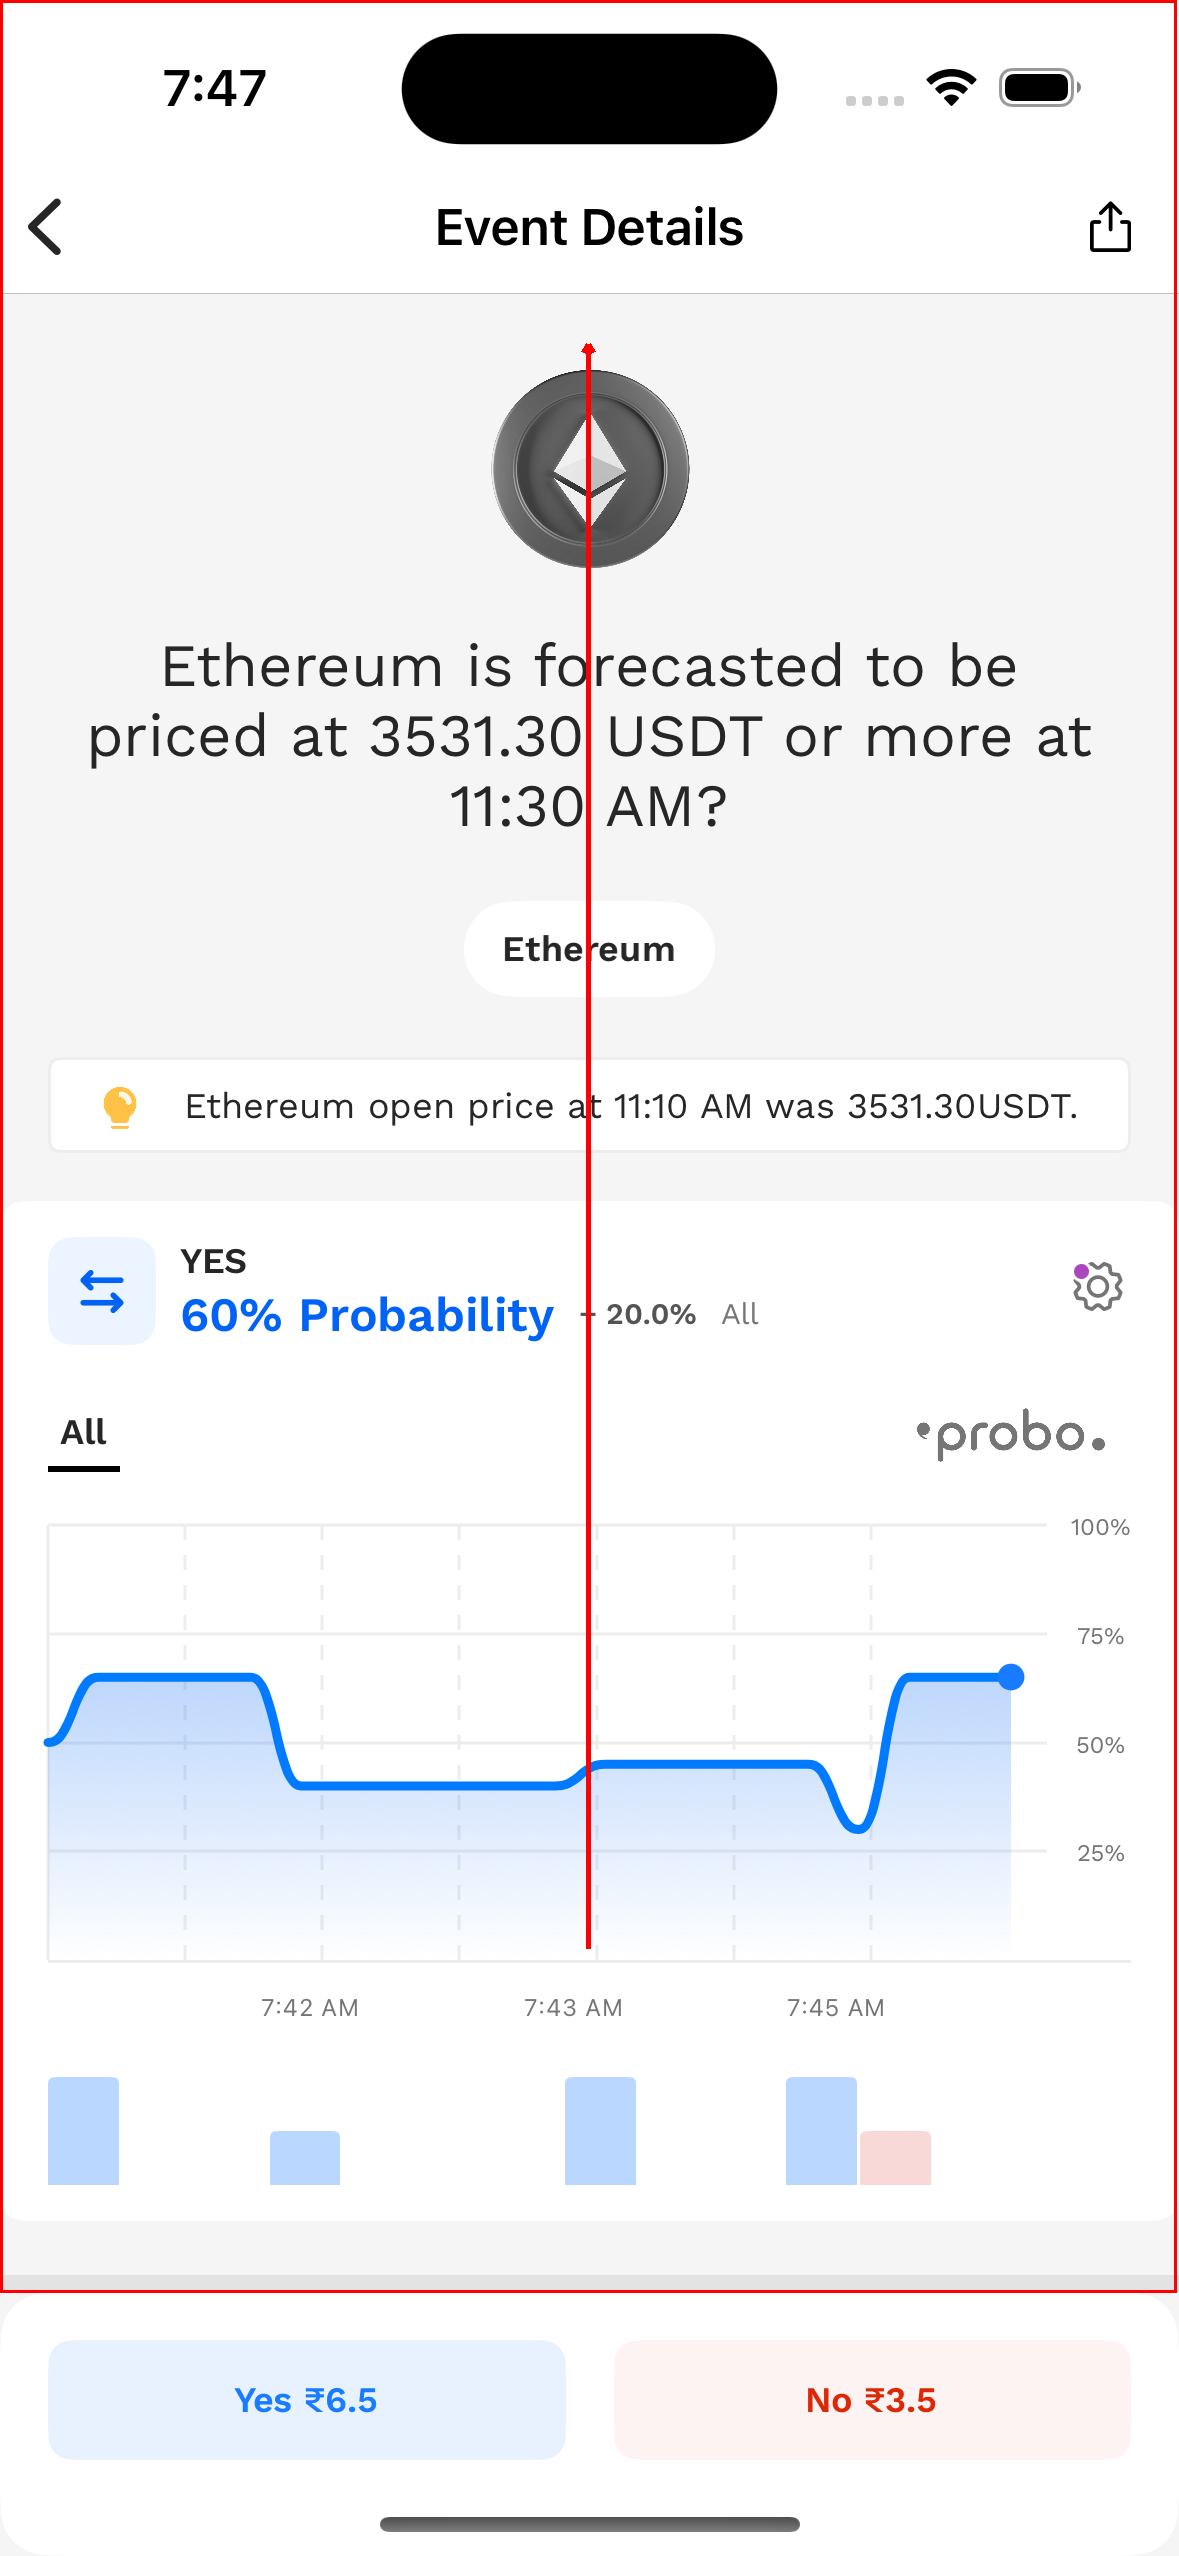 7:47
Event Details
Ethereum is forecasted to be
priced at 3531.30 USDT or more at
11:30 AM?
Ethereum
Ethereum open price at 11:10 AM was 3531.30USDT.
YES
60% Probability - 20.0% All
All
probo.
100%
75%
50%
25%
7:42 AM 7:43 AM 7:45 AM
Yes ₹6.5 No ₹3.5